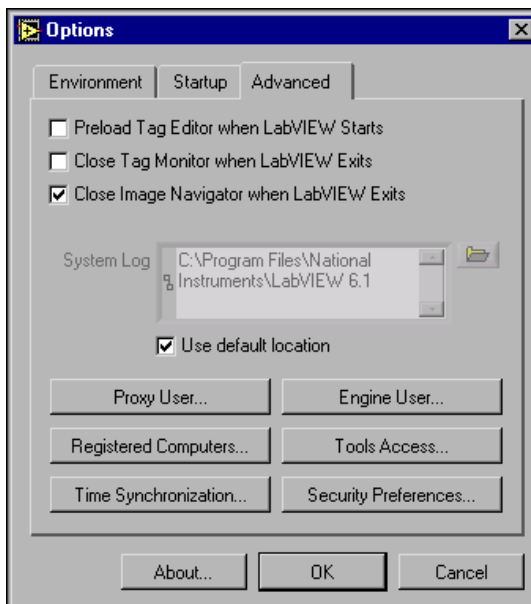 Options
Environment Startup Advanced
Preload Tag Editor when LabVIEW Starts
Close Tag Monitor when LabVIEW Exits
Close Image Navigator when LabVIEW Exits
System Log C:\Program Files\National
Instruments\LabVIEW 6.1
Use default location
Proxy User... Engine User...
Registered Computers... Tools Access...
Time Synchronization... Security Preferences...
About... OK Cancel